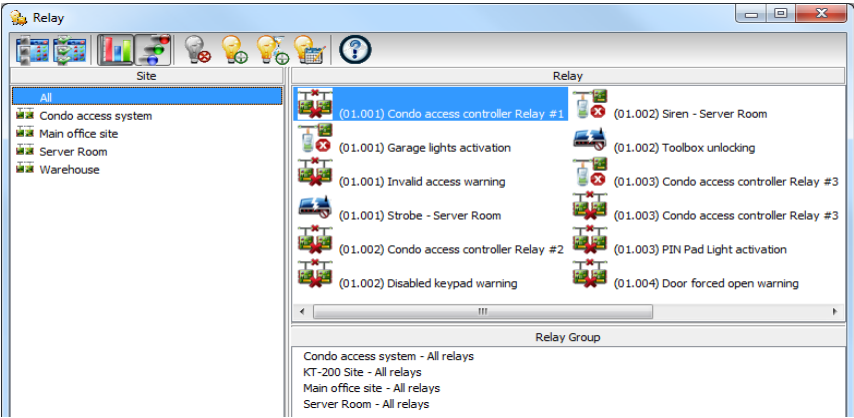 Relay
Site
Relay
All
Condo access system
Main office site
Server Room
Warehouse
(01.001) Condo access controller Relay #1
(01.002) Siren - Server Room
(01.001) Garage lights activation
(01.002) Toolbox unlocking
(01.001) Invalid access warning
(01.003) Condo access controller Relay #3
(01.001) Strobe - Server Room
(01.003) Condo access controller Relay #3
(01.002) Condo access controller Relay #2
(01.003) PIN Pad Light activation
(01.002) Disabled keypad warning
(01.004) Door forced open warning
Relay Group
Condo access system - All relays
KT-200 Site - All relays
Main office site - All relays
Server Room - All relays